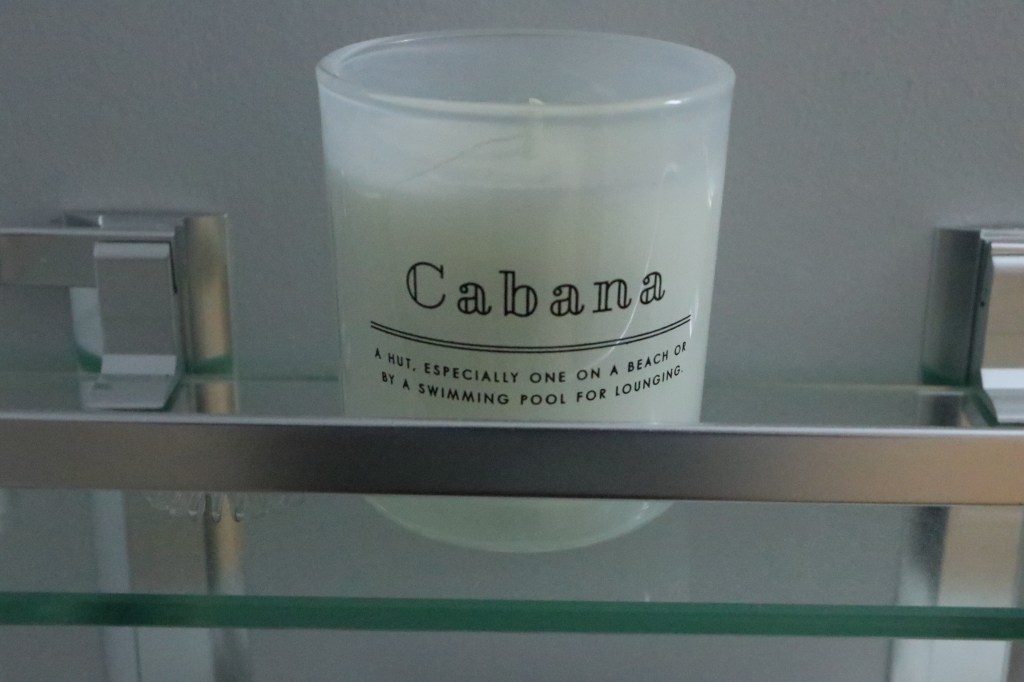 Cabana
A HUT, ESPECIALLY ONE ON A BEACH OR
BY A SWIMMING POOL FOR LOUNGING.